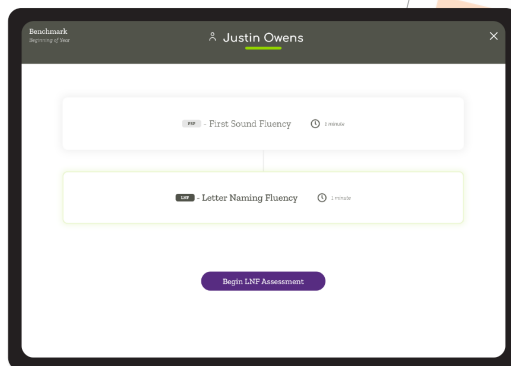 Benchmark
Beginning of Year
Justin Owens
FSF - First Sound Fluency 1 minute
LNF - Letter Naming Fluency 1 minute
Begin LNF Assessment